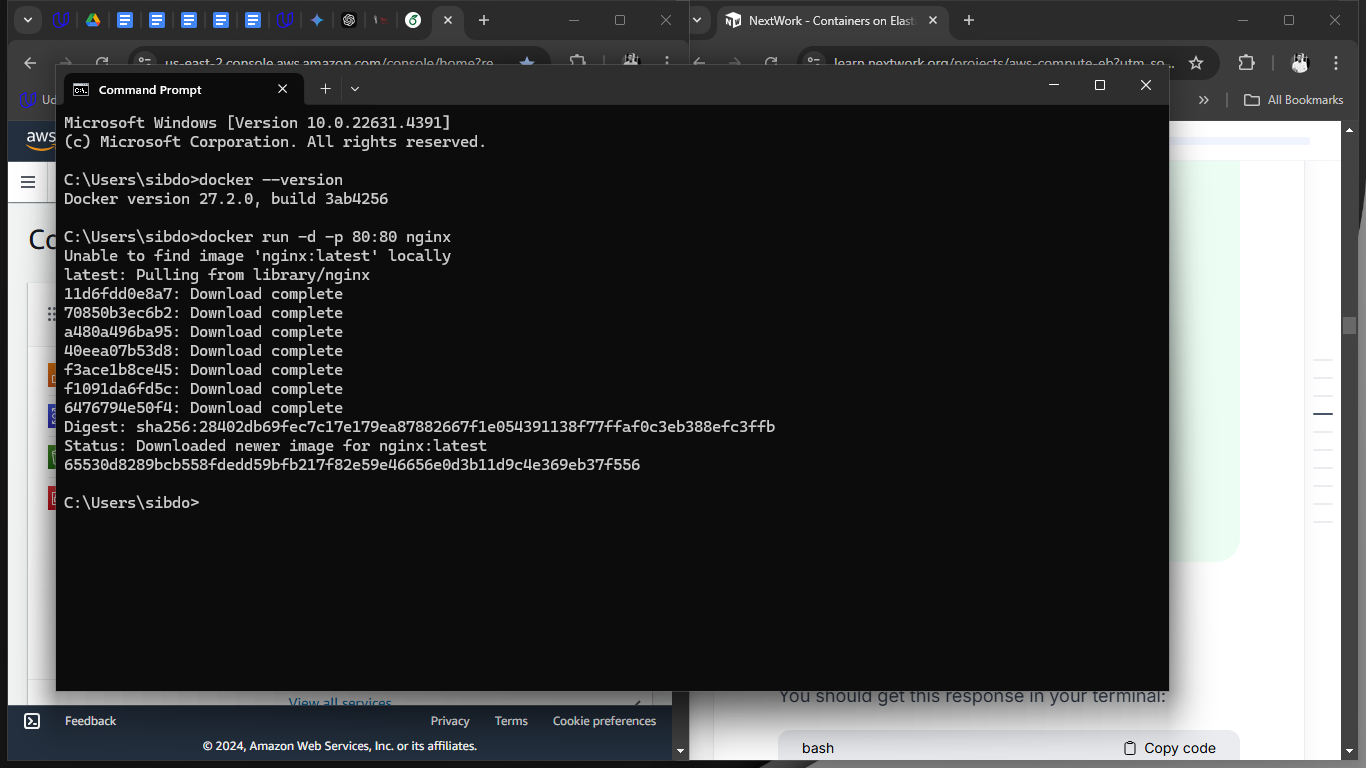 NextWork - Containers on Elast
us-east-2.console.aws.amazon.com/console/home?re
learn.nextwork.org/projects/aws-compute-eb?utm_so...
Command Prompt
Ud
All Bookmarks
aws
Co
Microsoft Windows [Version 10.0.22631.4391]
(c) Microsoft Corporation. All rights reserved.
C:\Users\sibdo>docker --version
Docker version 27.2.0, build 3ab4256
C:\Users\sibdo>docker run -d -p 80:80 nginx
Unable to find image 'nginx:latest' locally
latest: Pulling from library/nginx
11d6fdd0e8a7: Download complete
70850b3ec6b2: Download complete
a480a496ba95: Download complete
40eea07b53d8: Download complete
f3ace1b8ce45: Download complete
f1091da6fd5c: Download complete
6476794e50f4: Download complete
Digest: sha256:28402db69fec7c17e179ea87882667f1e054391138f77ffaf0c3eb388efc3ffb
Status: Downloaded newer image for nginx:latest
65530d8289bcb558fdedd59bfb217f82e59e46656e0d3b11d9c4e369eb37f556
C:\Users\sibdo>
View all services
You should get this response in your terminal:
Feedback
Privacy Terms Cookie preferences
© 2024, Amazon Web Services, Inc. or its affiliates.
bash
Copy code